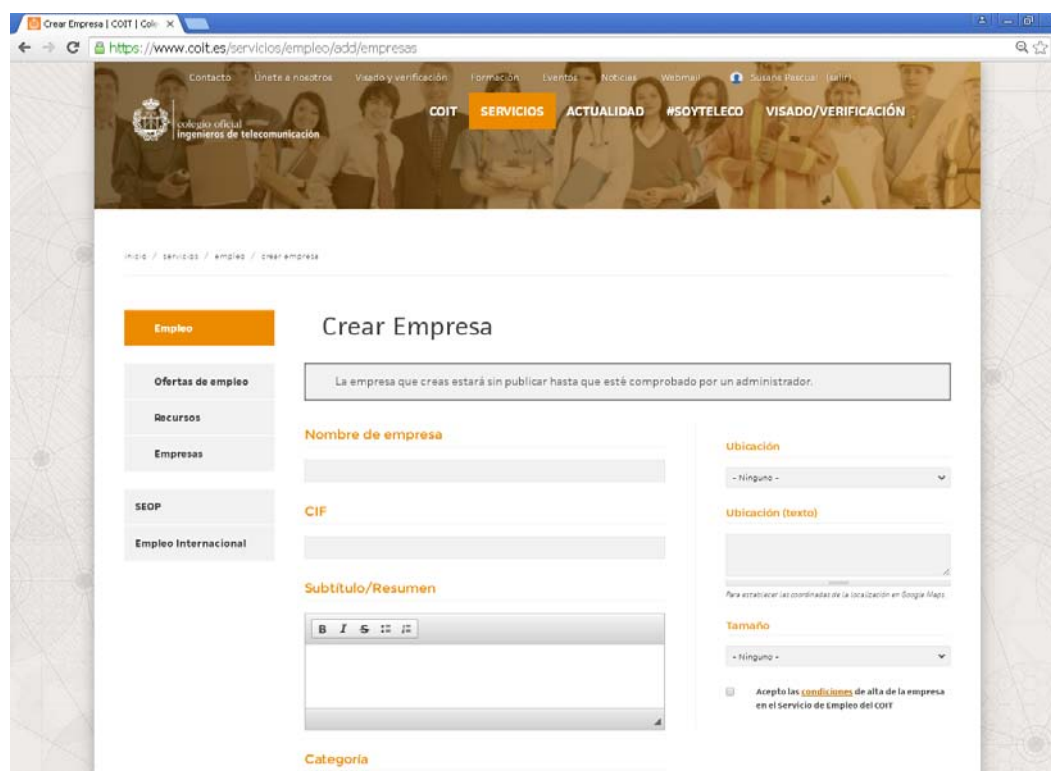 Crear Empresa | COIT | Cole
https://www.coit.es/servicios/empleo/add/empresas
Contacto Únete a nosotros Visado y verificación Formación Eventos Noticias Webmail Susana Pascual (salir)
colegio oficial
ingenieros de telecomunicación
COIT SERVICIOS ACTUALIDAD #SOYTELECO VISADO/VERIFICACIÓN
inicio / servicios / empleo / crear empresa
Empleo
Ofertas de empleo
Recursos
Empresas
SEOP
Empleo Internacional
Crear Empresa
La empresa que creas estará sin publicar hasta que esté comprobado por un administrador.
Nombre de empresa
CIF
Subtítulo/Resumen
B I S
Categoría
Ubicación
- Ninguno -
Ubicación (texto)
Para establecer las coordinadas de la localización en Google Maps.
Tamaño
- Ninguno -
Acepto las condiciones de alta de la empresa
en el Servicio de Empleo del COIT